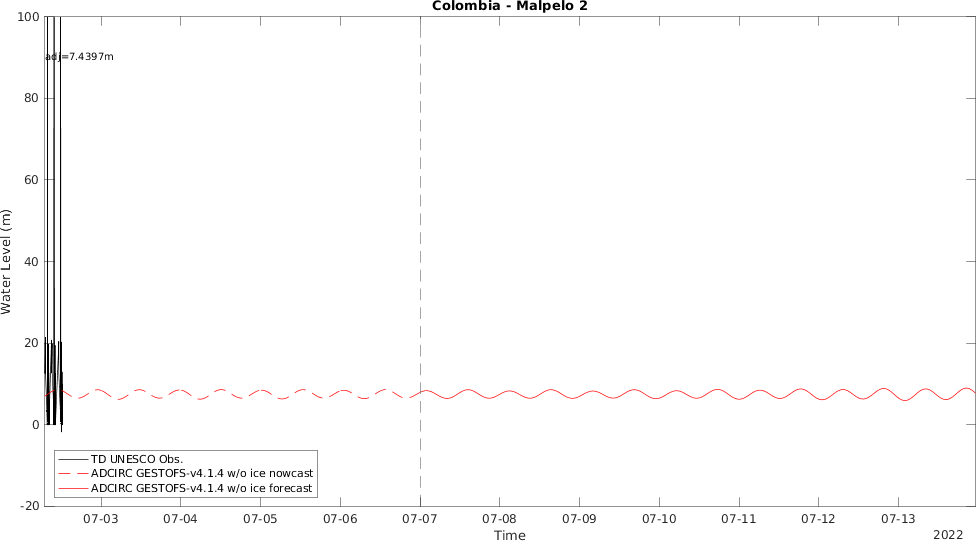 Colombia - Malpelo 2
100
80
60
40
20
0
-20
adj=7.4397m
Water Level (m)
TD UNESCO Obs.
ADCIRC GESTOFS-v4.1.4 w/o ice nowcast
ADCIRC GESTOFS-v4.1.4 w/o ice forecast
07-03 07-04 07-05 07-06 07-07 07-08 07-09 07-10 07-11 07-12 07-13
Time
2022